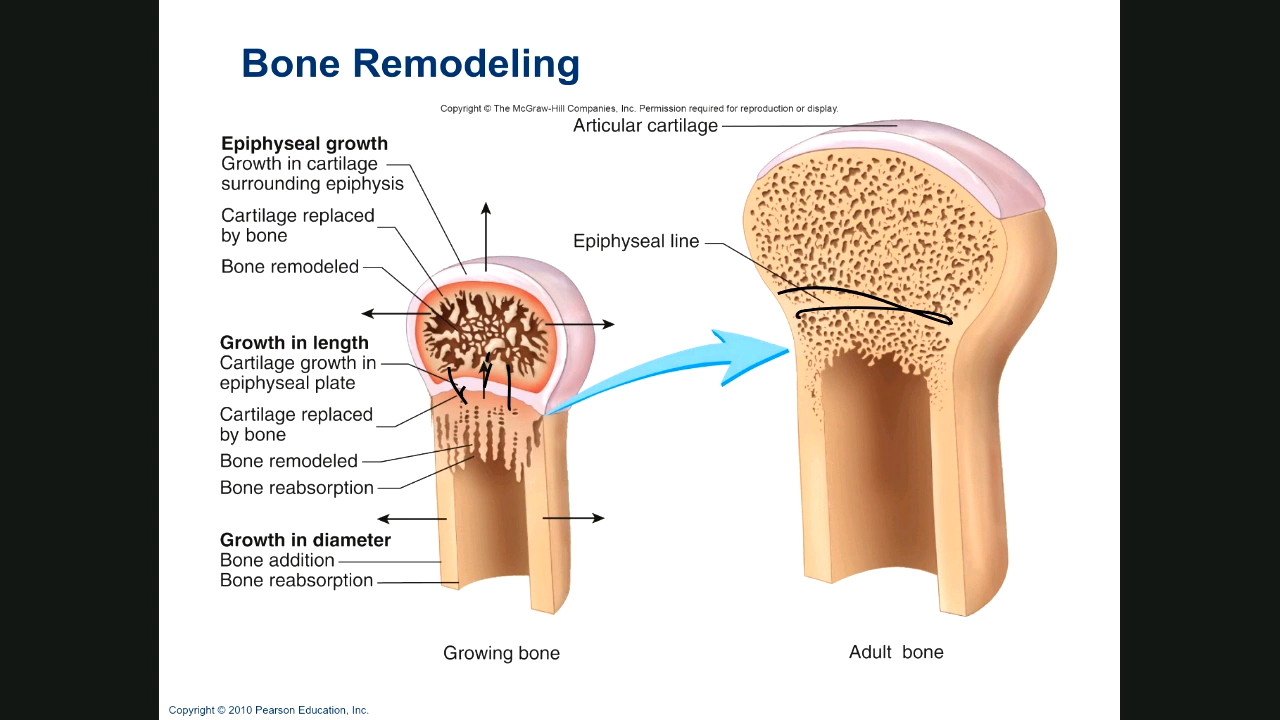 Bone Remodeling
Copyright © The McGraw-Hill Companies, Inc. Permission required for reproduction or display.
Articular cartilage
Epiphyseal growth
Growth in cartilage
surrounding epiphysis
Cartilage replaced
by bone
Epiphyseal line
Bone remodeled
Growth in length
Cartilage growth in
epiphyseal plate
Cartilage replaced
by bone
Bone remodeled
Bone reabsorption
Growth in diameter
Bone addition
Bone reabsorption
Growing bone
Adult bone
Copyright © 2010 Pearson Education, Inc.